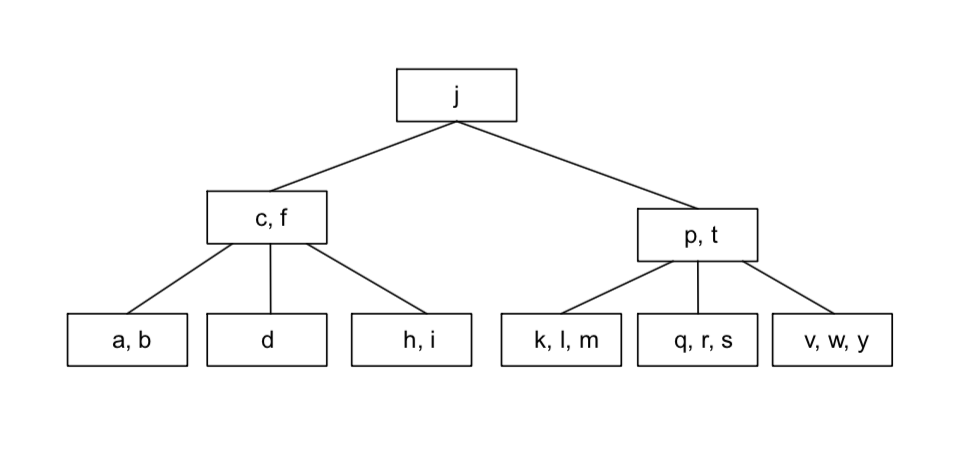 j
c, f
p, t
a, b
d
h, i
k, l, m
q, r, s
v, w, y